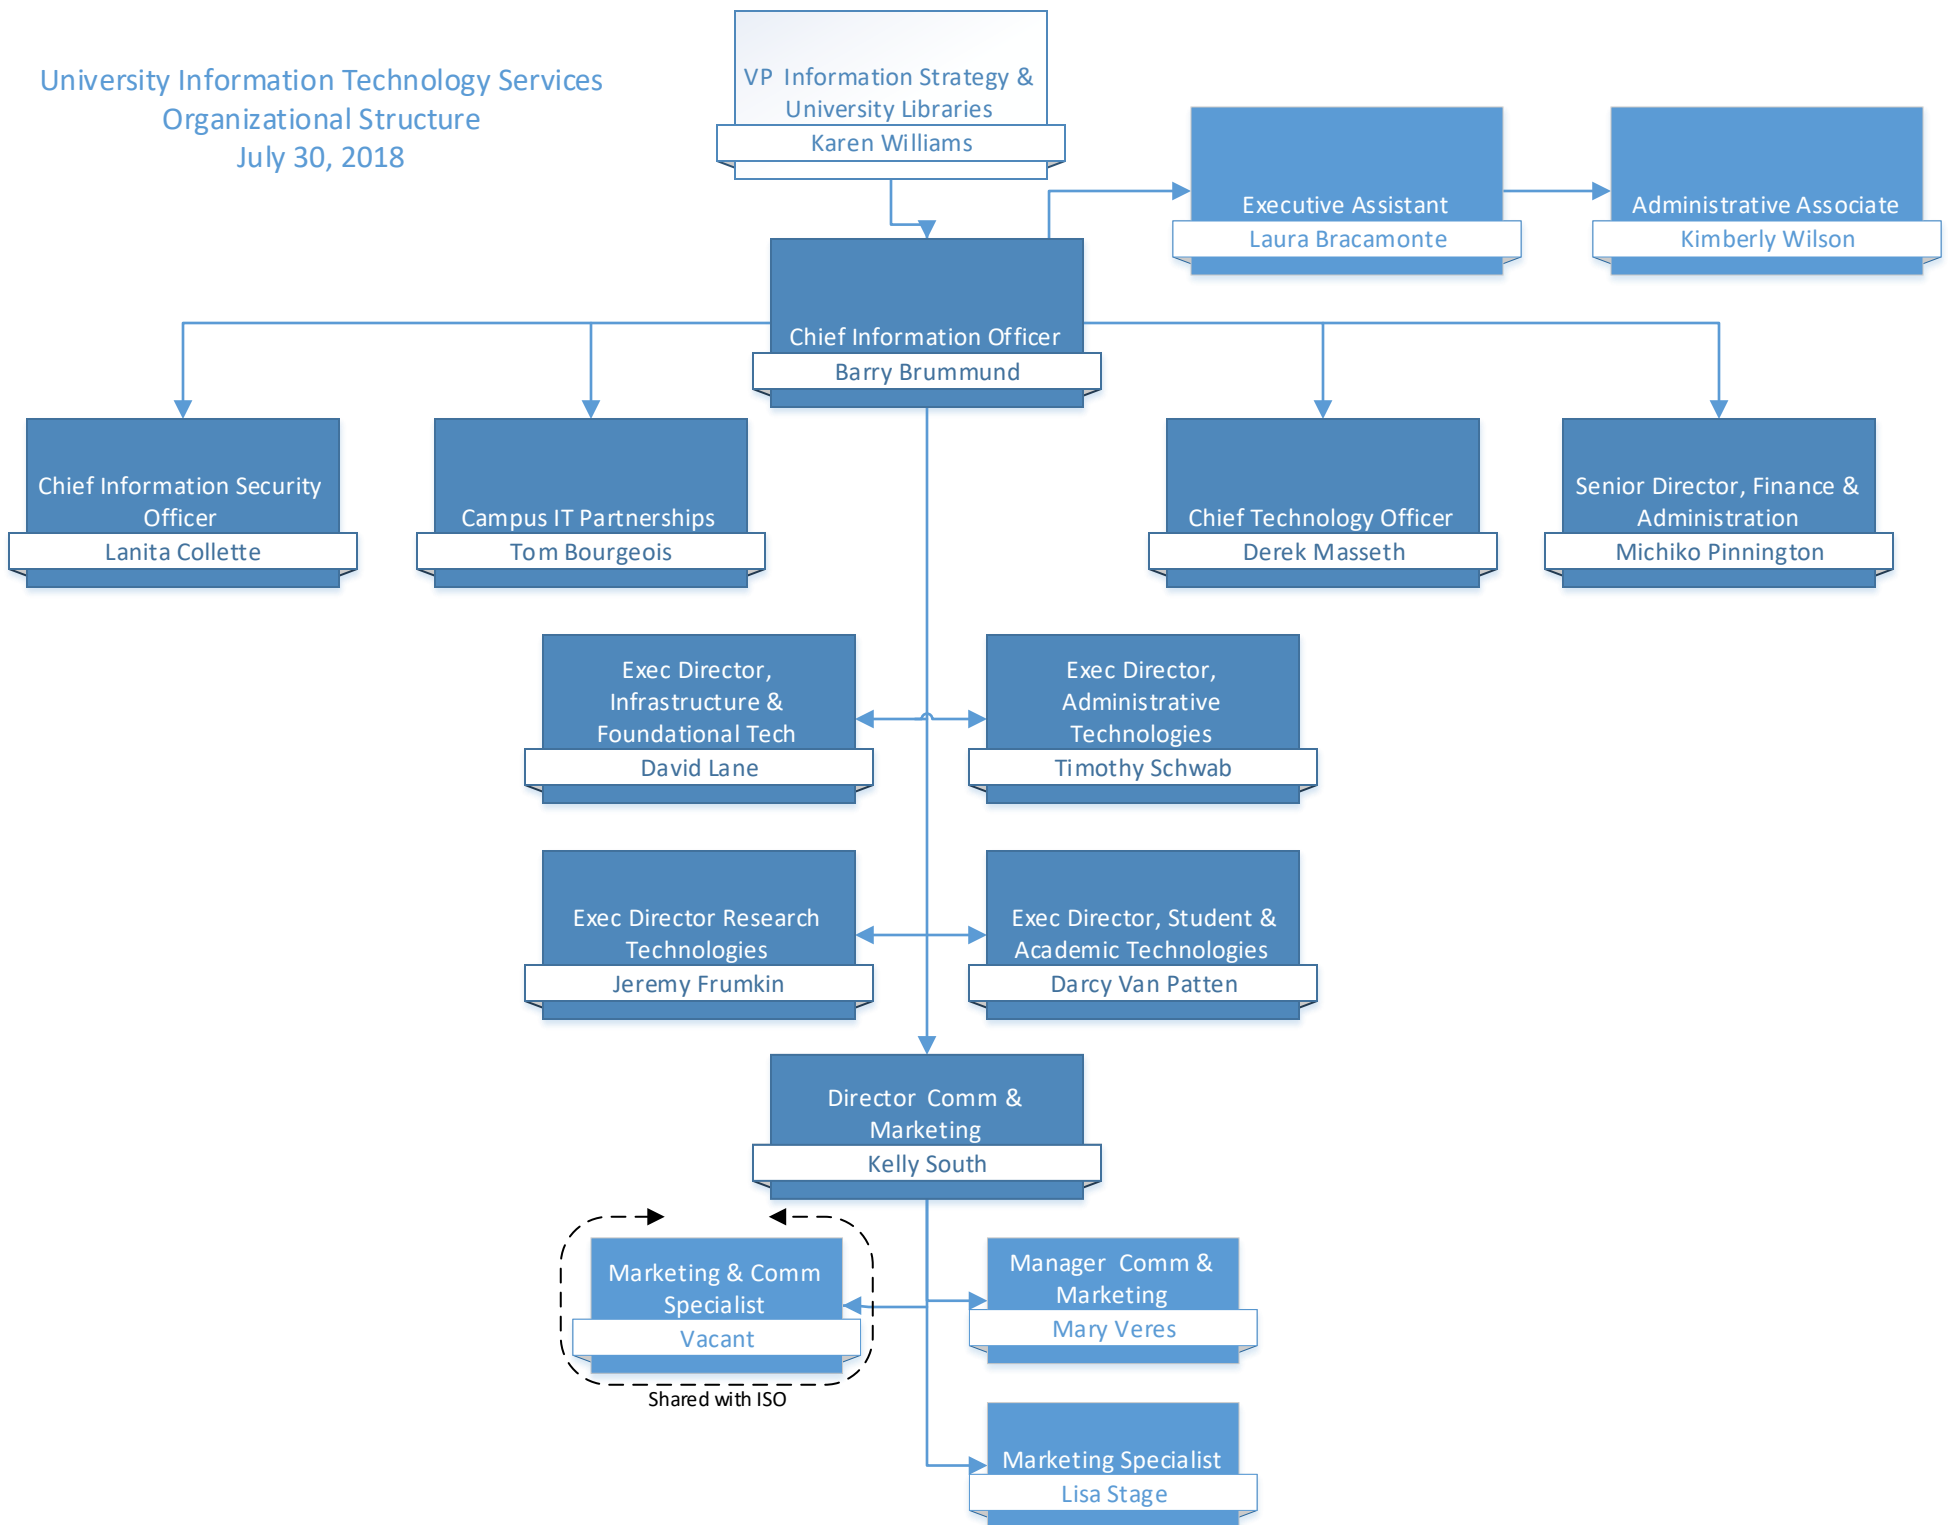 University Information Technology Services
Organizational Structure
July 30, 2018
VP Information Strategy &
University Libraries
Karen Williams
Executive Assistant
Laura Bracamonte
Administrative Associate
Kimberly Wilson
Chief Information Officer
Barry Brummund
Chief Information Security
Officer
Lanita Collette
Campus IT Partnerships
Tom Bourgeois
Chief Technology Officer
Derek Masseth
Senior Director, Finance &
Administration
Michiko Pinnington
Exec Director,
Infrastructure &
Foundational Tech
David Lane
Exec Director,
Administrative
Technologies
Timothy Schwab
Exec Director Research
Technologies
Jeremy Frumkin
Exec Director, Student &
Academic Technologies
Darcy Van Patten
Director Comm &
Marketing
Kelly South
Marketing & Comm
Specialist
Vacant
Shared with ISO
Manager Comm &
Marketing
Mary Veres
Marketing Specialist
Lisa Stage